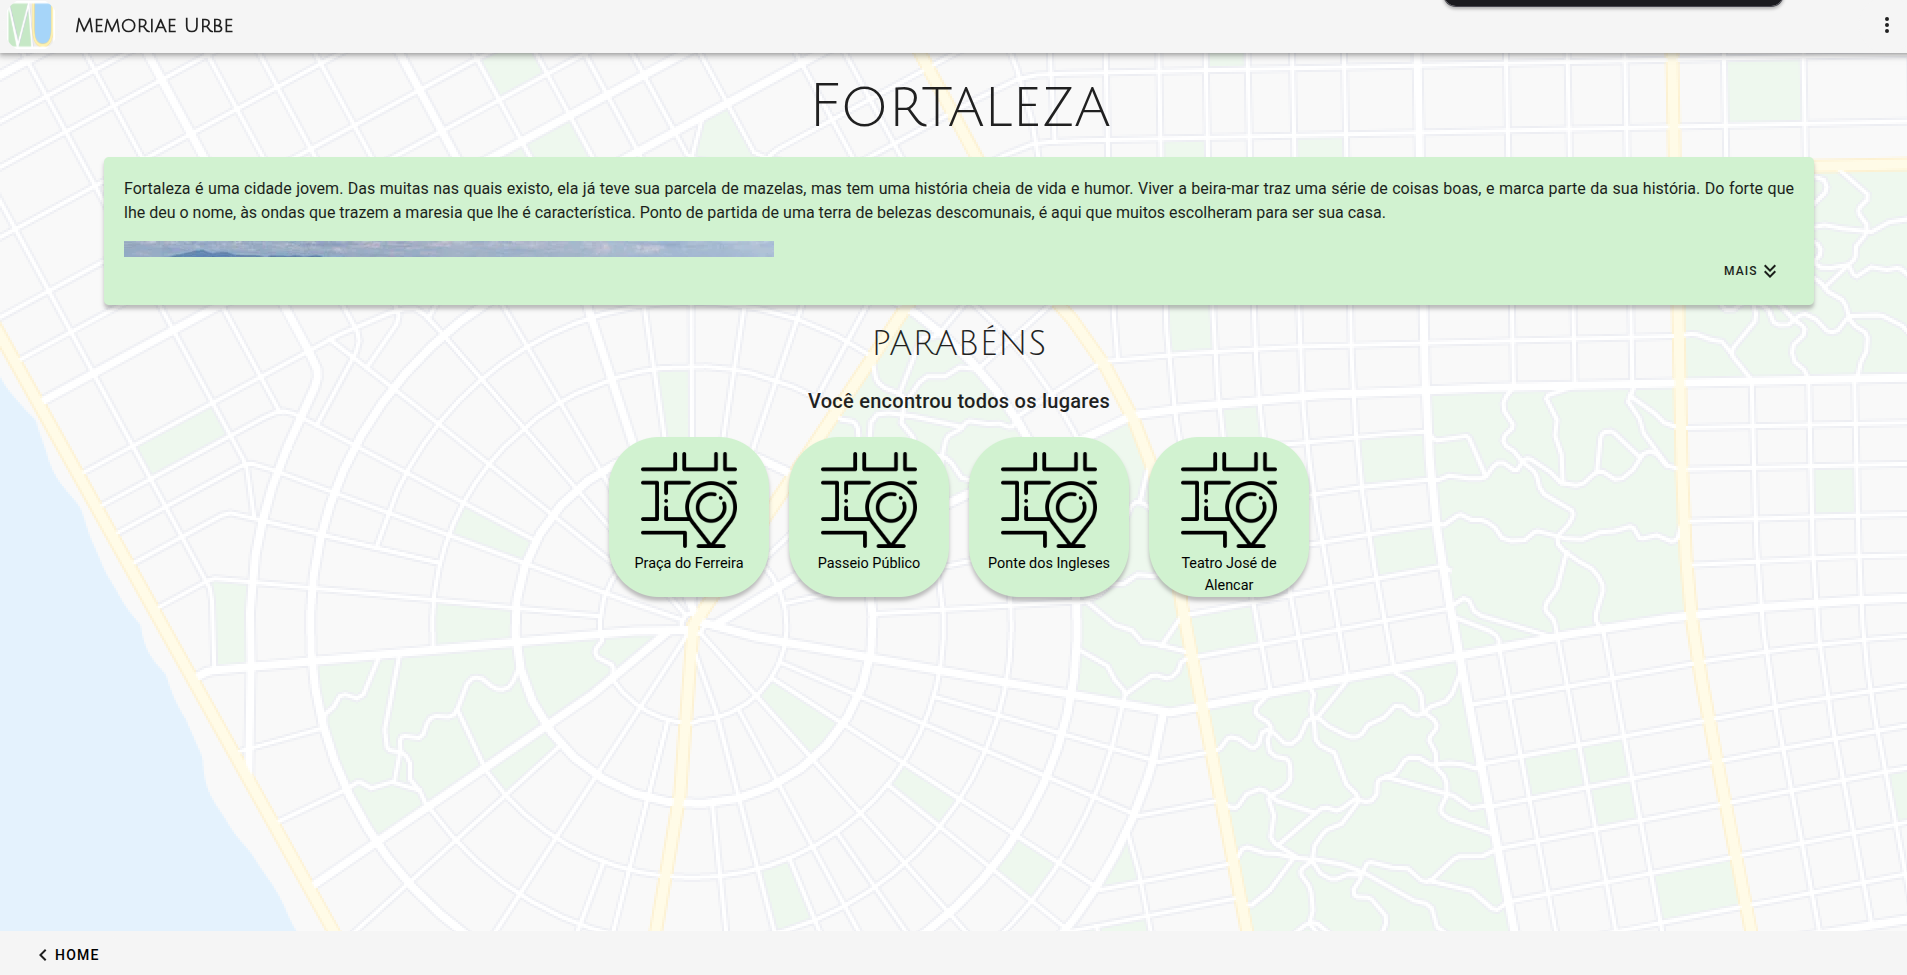 Memoriae Urbe
Fortaleza
Fortaleza é uma cidade jovem. Das muitas nas quais existo, ela já teve sua parcela de mazelas, mas tem uma história cheia de vida e humor. Viver a beira-mar traz uma série de coisas boas, e marca parte da sua história. Do forte que
lhe deu o nome, às ondas que trazem a maresia que lhe é característica. Ponto de partida de uma terra de belezas descomunais, é aqui que muitos escolheram para ser sua casa.
MAIS
PARABÉNS
Você encontrou todos os lugares
Praça do Ferreira
Passeio Público
Ponte dos Ingleses
Teatro José de
Alencar
HOME